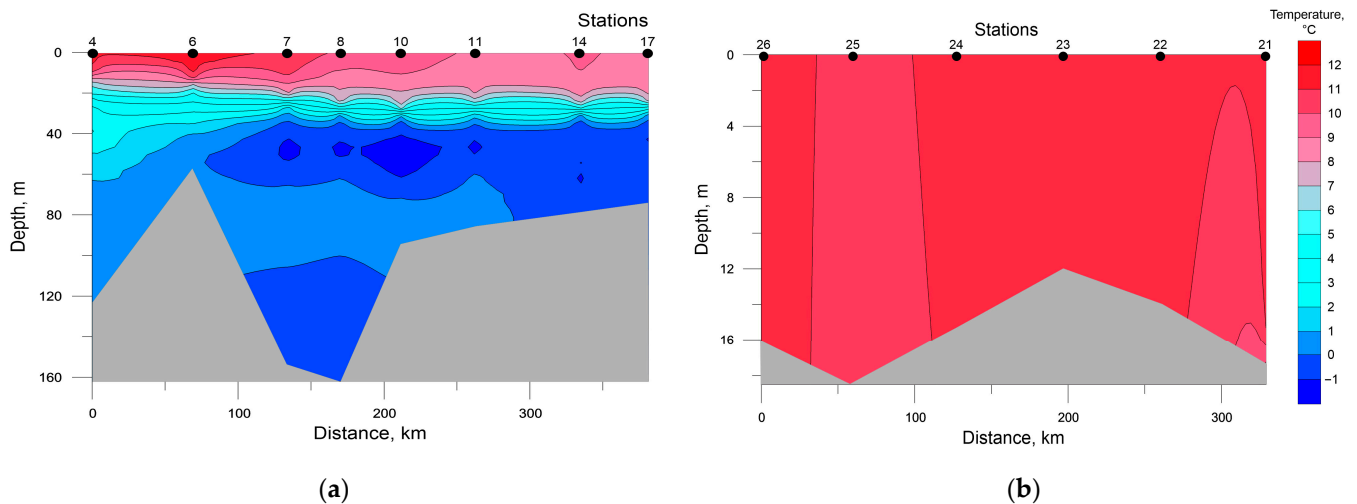 Stations
4 6 7 8 10 11 14 17
0
40
80
120
160
Depth, m
0 100 200 300
Distance, km
(a)
Stations
26 25 24 23 22 21
0
4
8
12
16
Depth, m
0 100 200 300
Distance, km
(b)
Temperature,
°C
12
11
10
9
8
7
6
5
4
3
2
1
0
−1